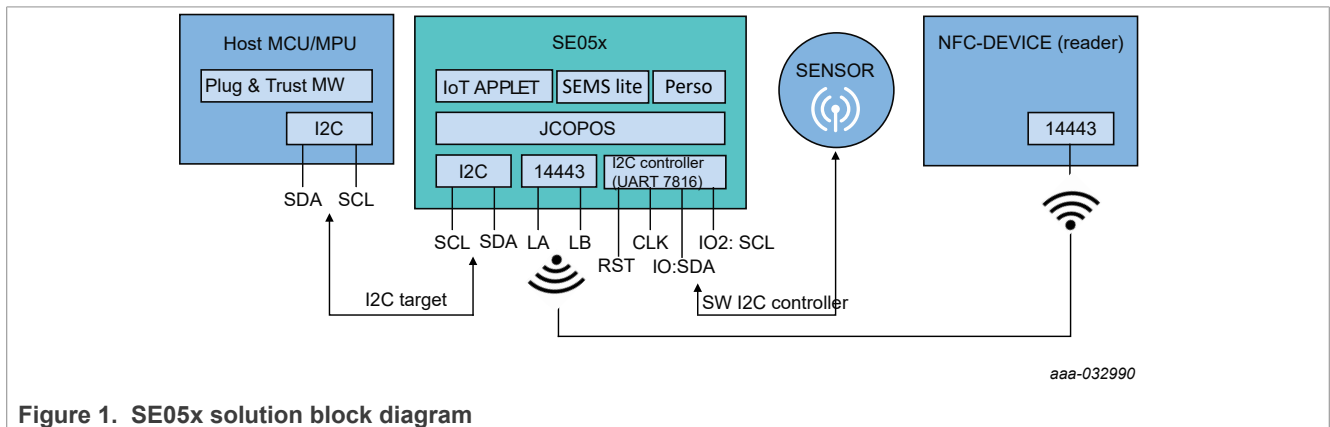 Host MCU/MPU
Plug & Trust MW
I2C
SDA SCL
SE05x
IoT APPLET
SEMS lite
Perso
JCOPOS
I2C
14443
I2C controller
(UART 7816)
SCL SDA LA LB
RST
CLK
IO:SDA
IO2: SCL
SENSOR
NFC-DEVICE (reader)
14443
I2C target
SW I2C controller
aaa-032990
Figure 1. SE05x solution block diagram